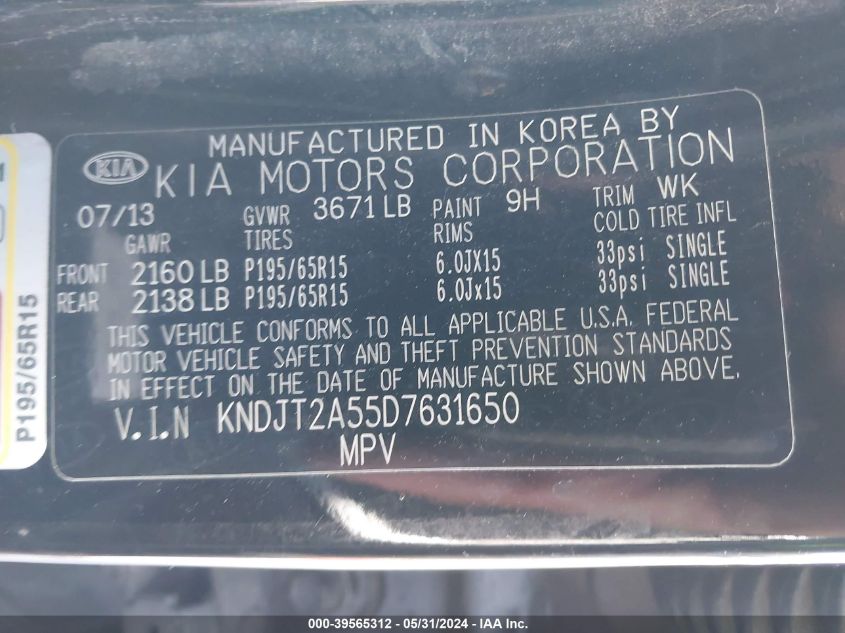 MANUFACTURED IN KOREA BY
KIA KIA MOTORS CORPORATION
07/13 GVWR 3671 LB PAINT 9H TRIM WK
GAWR TIRES RIMS COLD TIRE INFL
FRONT 2160 LB P195/65R15 6.0JX15 33psi SINGLE
REAR 2138 LB P195/65R15 6.0Jx15 33psi SINGLE
THIS VEHICLE CONFORMS TO ALL APPLICABLE U.S.A. FEDERAL
MOTOR VEHICLE SAFETY AND THEFT PREVENTION STANDARDS
IN EFFECT ON THE DATE OF MANUFACTURE SHOWN ABOVE.
V.I.N KNDJT2A55D7631650
MPV
P195/65R15
000-39565312 - 05/31/2024 - IAA Inc.